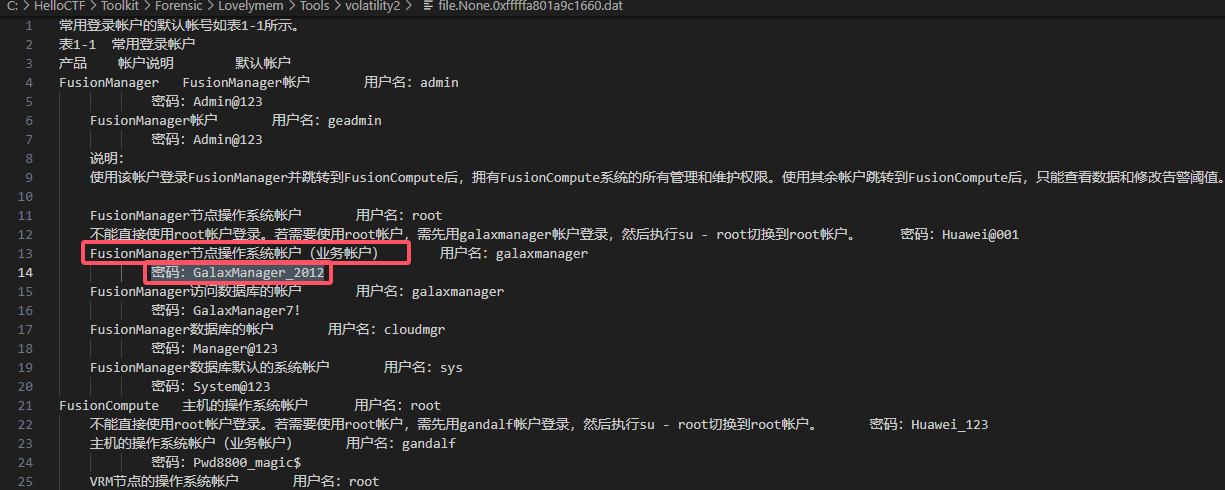 C: > HelloCTF > Toolkit > Forensic > Lovelymem > Tools > volatility2 > file.None.0xfffffa801a9c1660.dat
1 常用登录帐户的默认帐号如表1-1所示。
2 表1-1 常用登录帐户
3 产品 帐户说明 默认帐户
4 FusionManager FusionManager帐户 用户名: admin
5 密码: Admin@123
6 FusionManager帐户 用户名: geadmin
7 密码: Admin@123
8 说明:
9 使用该帐户登录FusionManager并跳转到FusionCompute后, 拥有FusionCompute系统的所有管理和维护权限。使用其余帐户跳转到FusionCompute后, 只能查看数据和修改告警阈值。
10
11 FusionManager节点操作系统帐户 用户名: root
12 不能直接使用root帐户登录。若需要使用root帐户, 需先用galaxmanager帐户登录, 然后执行su - root切换到root帐户。 密码: Huawei@001
13 FusionManager节点操作系统帐户 (业务帐户) 用户名: galaxmanager
14 密码: GalaxManager_2012
15 FusionManager访问数据库的帐户 用户名: galaxmanager
16 密码: GalaxManager7!
17 FusionManager数据库的帐户 用户名: cloudmgr
18 密码: Manager@123
19 FusionManager数据库默认的系统帐户 用户名: sys
20 密码: System@123
21 FusionCompute 主机的操作系统帐户 用户名: root
22 不能直接使用root帐户登录。若需要使用root帐户, 需先用gandalf帐户登录, 然后执行su - root切换到root帐户。 密码: Huawei_123
23 主机的操作系统帐户 (业务帐户) 用户名: gandalf
24 密码: Pwd8800_magic$
25 VRM节点的操作系统帐户 用户名: root